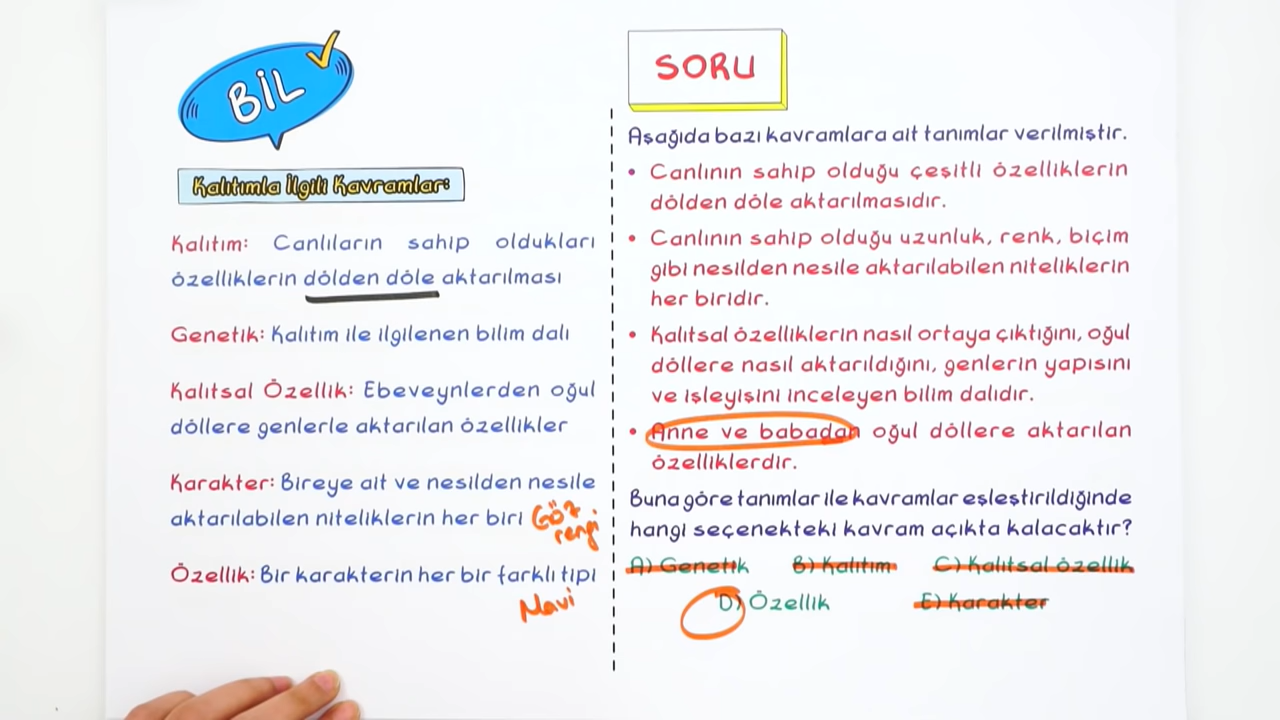 BİL
Kalıtımla İlgili Kavramlar:
Kalıtım: Canlıların sahip oldukları
özelliklerin dölden döle aktarılması
Genetik: Kalıtım ile ilgilenen bilim dalı
Kalıtsal Özellik: Ebeveynlerden oğul
döllere genlerle aktarılan özellikler
Karakter: Bireye ait ve nesilden nesile
aktarılabilen niteliklerin her biri Göz
rengi
Özellik: Bir karakterin her bir farklı tipi
Mavi
SORU
Aşağıda bazı kavramlara ait tanımlar verilmiştir.
• Canlının sahip olduğu çeşitli özelliklerin
dölden döle aktarılmasıdır.
• Canlının sahip olduğu uzunluk, renk, biçim
gibi nesilden nesile aktarılabilen niteliklerin
her biridir.
• Kalıtsal özelliklerin nasıl ortaya çıktığını, oğul
döllere nasıl aktarıldığını, genlerin yapısını
ve işleyişini inceleyen bilim dalıdır.
• Anne ve babadan oğul döllere aktarılan
özelliklerdir.
Buna göre tanımlar ile kavramlar eşleştirildiğinde
hangi seçenekteki kavram açıkta kalacaktır?
A) Genetik B) Kalıtım C) Kalıtsal özellik
D) Özellik E) Karakter